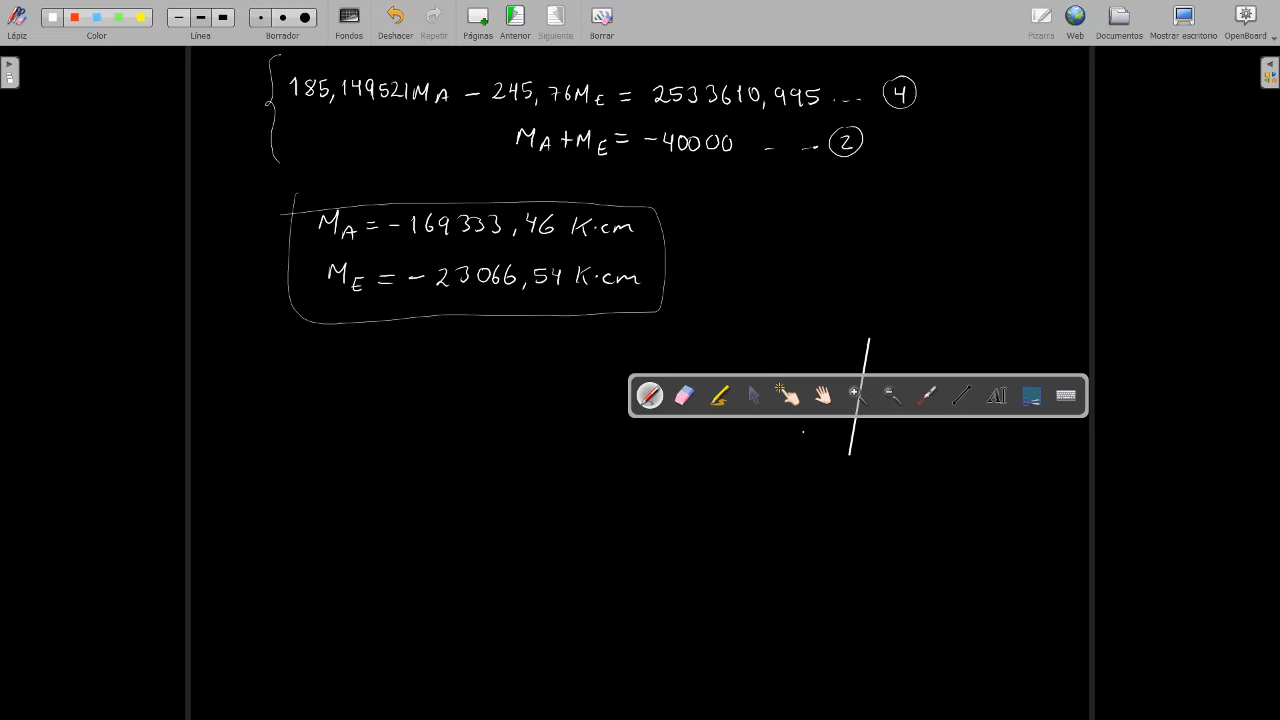 Lápiz Color Línea Borrador Fondos Deshacer Repetir Páginas Anterior Siguiente Borrar Pizarra Web Documentos Mostrar escritorio OpenBoard
185,149521MA - 245,76ME = 2533610,995 ... 4
MA+ME = -40000 - -- 2
MA = -169333,46 K·cm
ME = -23066,54 K·cm
AI